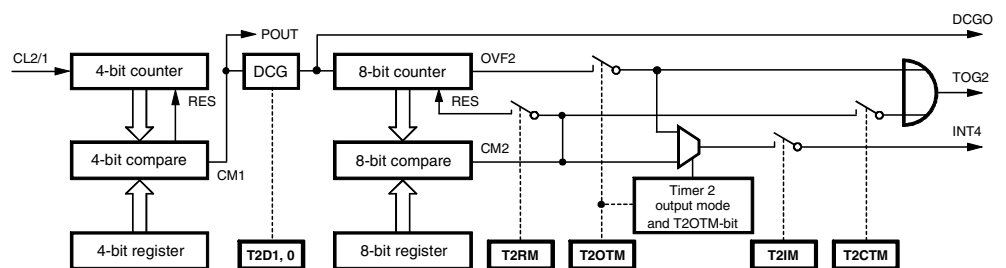 POUT
DCGO
CL2/1
4-bit counter
DCG
8-bit counter
OVF2
TOG2
RES
RES
4-bit compare
CM1
8-bit compare
CM2
INT4
Timer 2
output mode
and T2OTM-bit
4-bit register
T2D1, 0
8-bit register
T2RM
T2OTM
T2IM
T2CTM